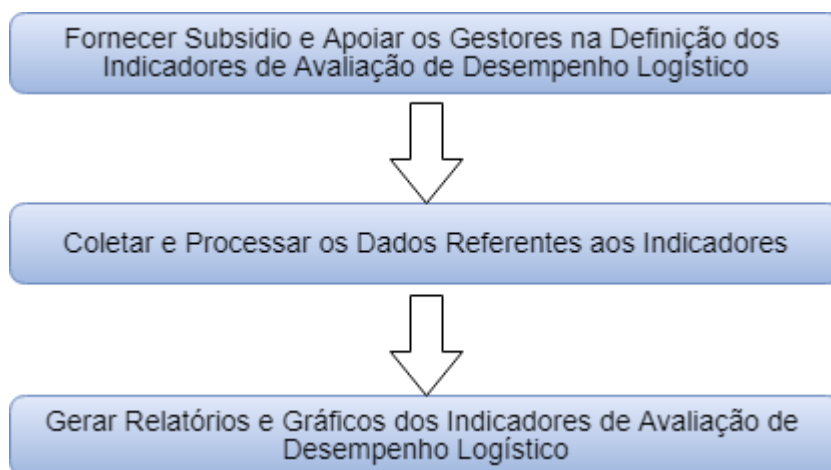 Fornecer Subsidio e Apoiar os Gestores na Definição dos
Indicadores de Avaliação de Desempenho Logístico
Coletar e Processar os Dados Referentes aos Indicadores
Gerar Relatórios e Gráficos dos Indicadores de Avaliação de
Desempenho Logístico